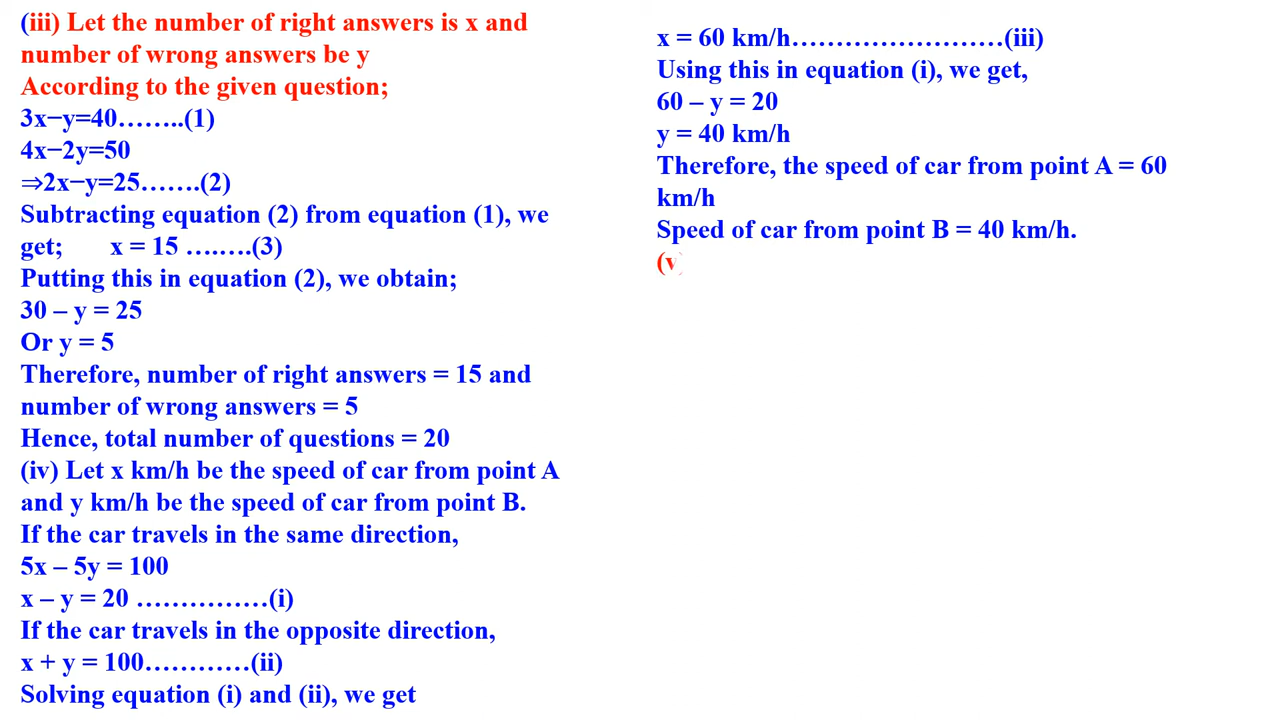 (iii) Let the number of right answers is x and
number of wrong answers be y
According to the given question;
3x−y=40……..(1)
4x−2y=50
⇒2x−y=25…….(2)
Subtracting equation (2) from equation (1), we
get; x = 15 ….….(3)
Putting this in equation (2), we obtain;
30 – y = 25
Or y = 5
Therefore, number of right answers = 15 and
number of wrong answers = 5
Hence, total number of questions = 20
(iv) Let x km/h be the speed of car from point A
and y km/h be the speed of car from point B.
If the car travels in the same direction,
5x – 5y = 100
x – y = 20 ……………(i)
If the car travels in the opposite direction,
x + y = 100…………(ii)
Solving equation (i) and (ii), we get
x = 60 km/h……………………(iii)
Using this in equation (i), we get,
60 – y = 20
y = 40 km/h
Therefore, the speed of car from point A = 60
km/h
Speed of car from point B = 40 km/h.
(v)